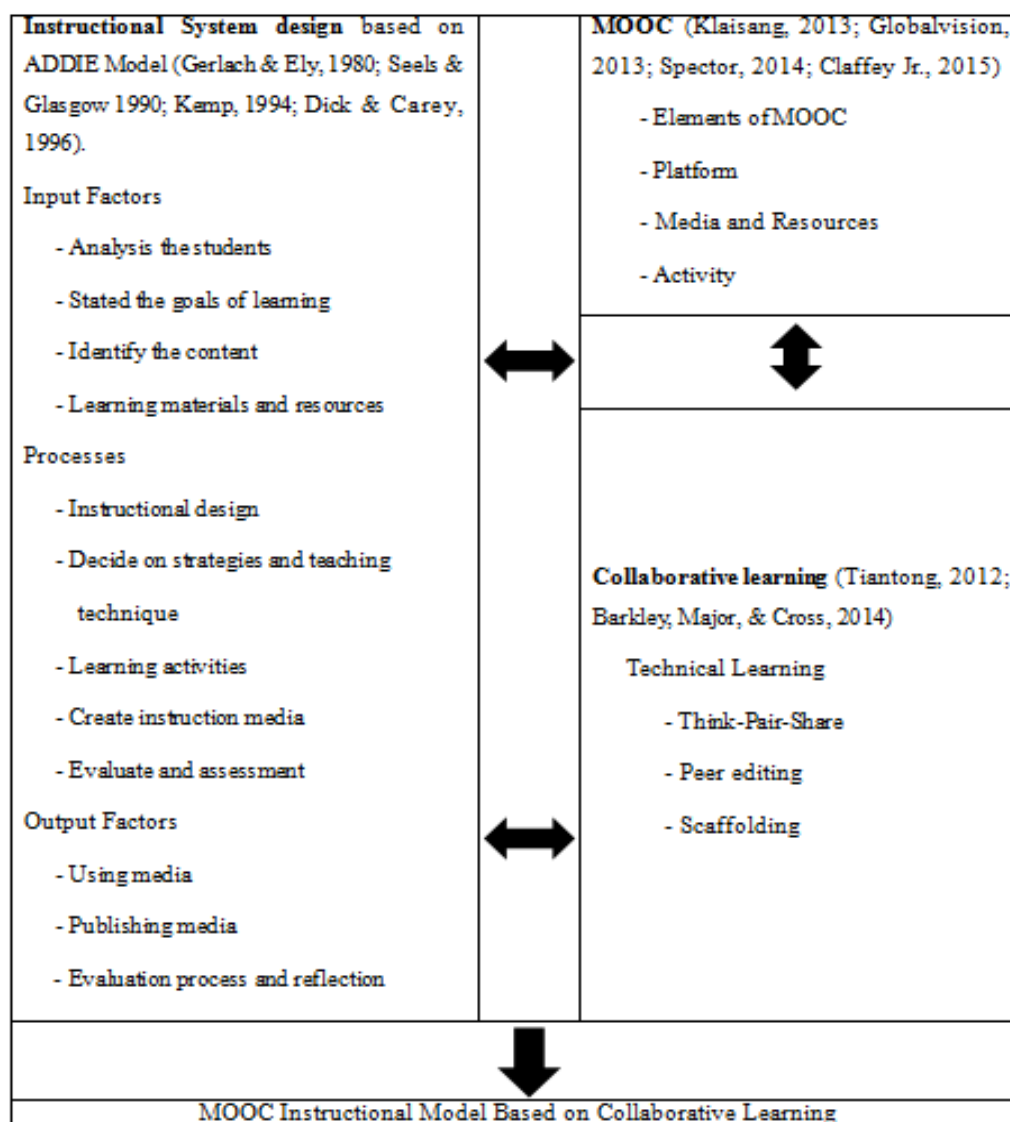 Instructional System design based on
ADDIE Model (Gerlach & Ely, 1980; Seels &
Glasgow 1990; Kemp, 1994; Dick & Carey,
1996).
Input Factors
- Analysis the students
- Stated the goals of learning
- Identify the content
- Learning materials and resources
Processes
- Instructional design
- Decide on strategies and teaching
technique
- Learning activities
- Create instruction media
- Evaluate and assessment
Output Factors
- Using media
- Publishing media
- Evaluation process and reflection
MOOC (Klaisang, 2013; Globalvision,
2013; Spector, 2014; Claffey Jr., 2015)
- Elements of MOOC
- Platform
- Media and Resources
- Activity
Collaborative learning (Tiantong, 2012;
Barkley, Major, & Cross, 2014)
Technical Learning
- Think-Pair-Share
- Peer editing
- Scaffolding
MOOC Instructional Model Based on Collaborative Learning